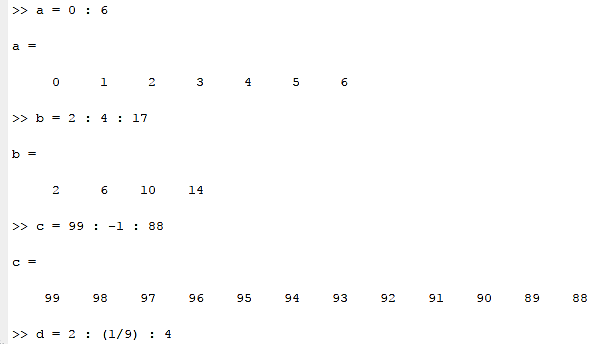 >> a = 0 : 6
a =
0 1 2 3 4 5 6
>> b = 2 : 4 : 17
b =
2 6 10 14
>> c = 99 : -1 : 88
c =
99 98 97 96 95 94 93 92 91 90 89 88
>> d = 2 : (1/9) : 4